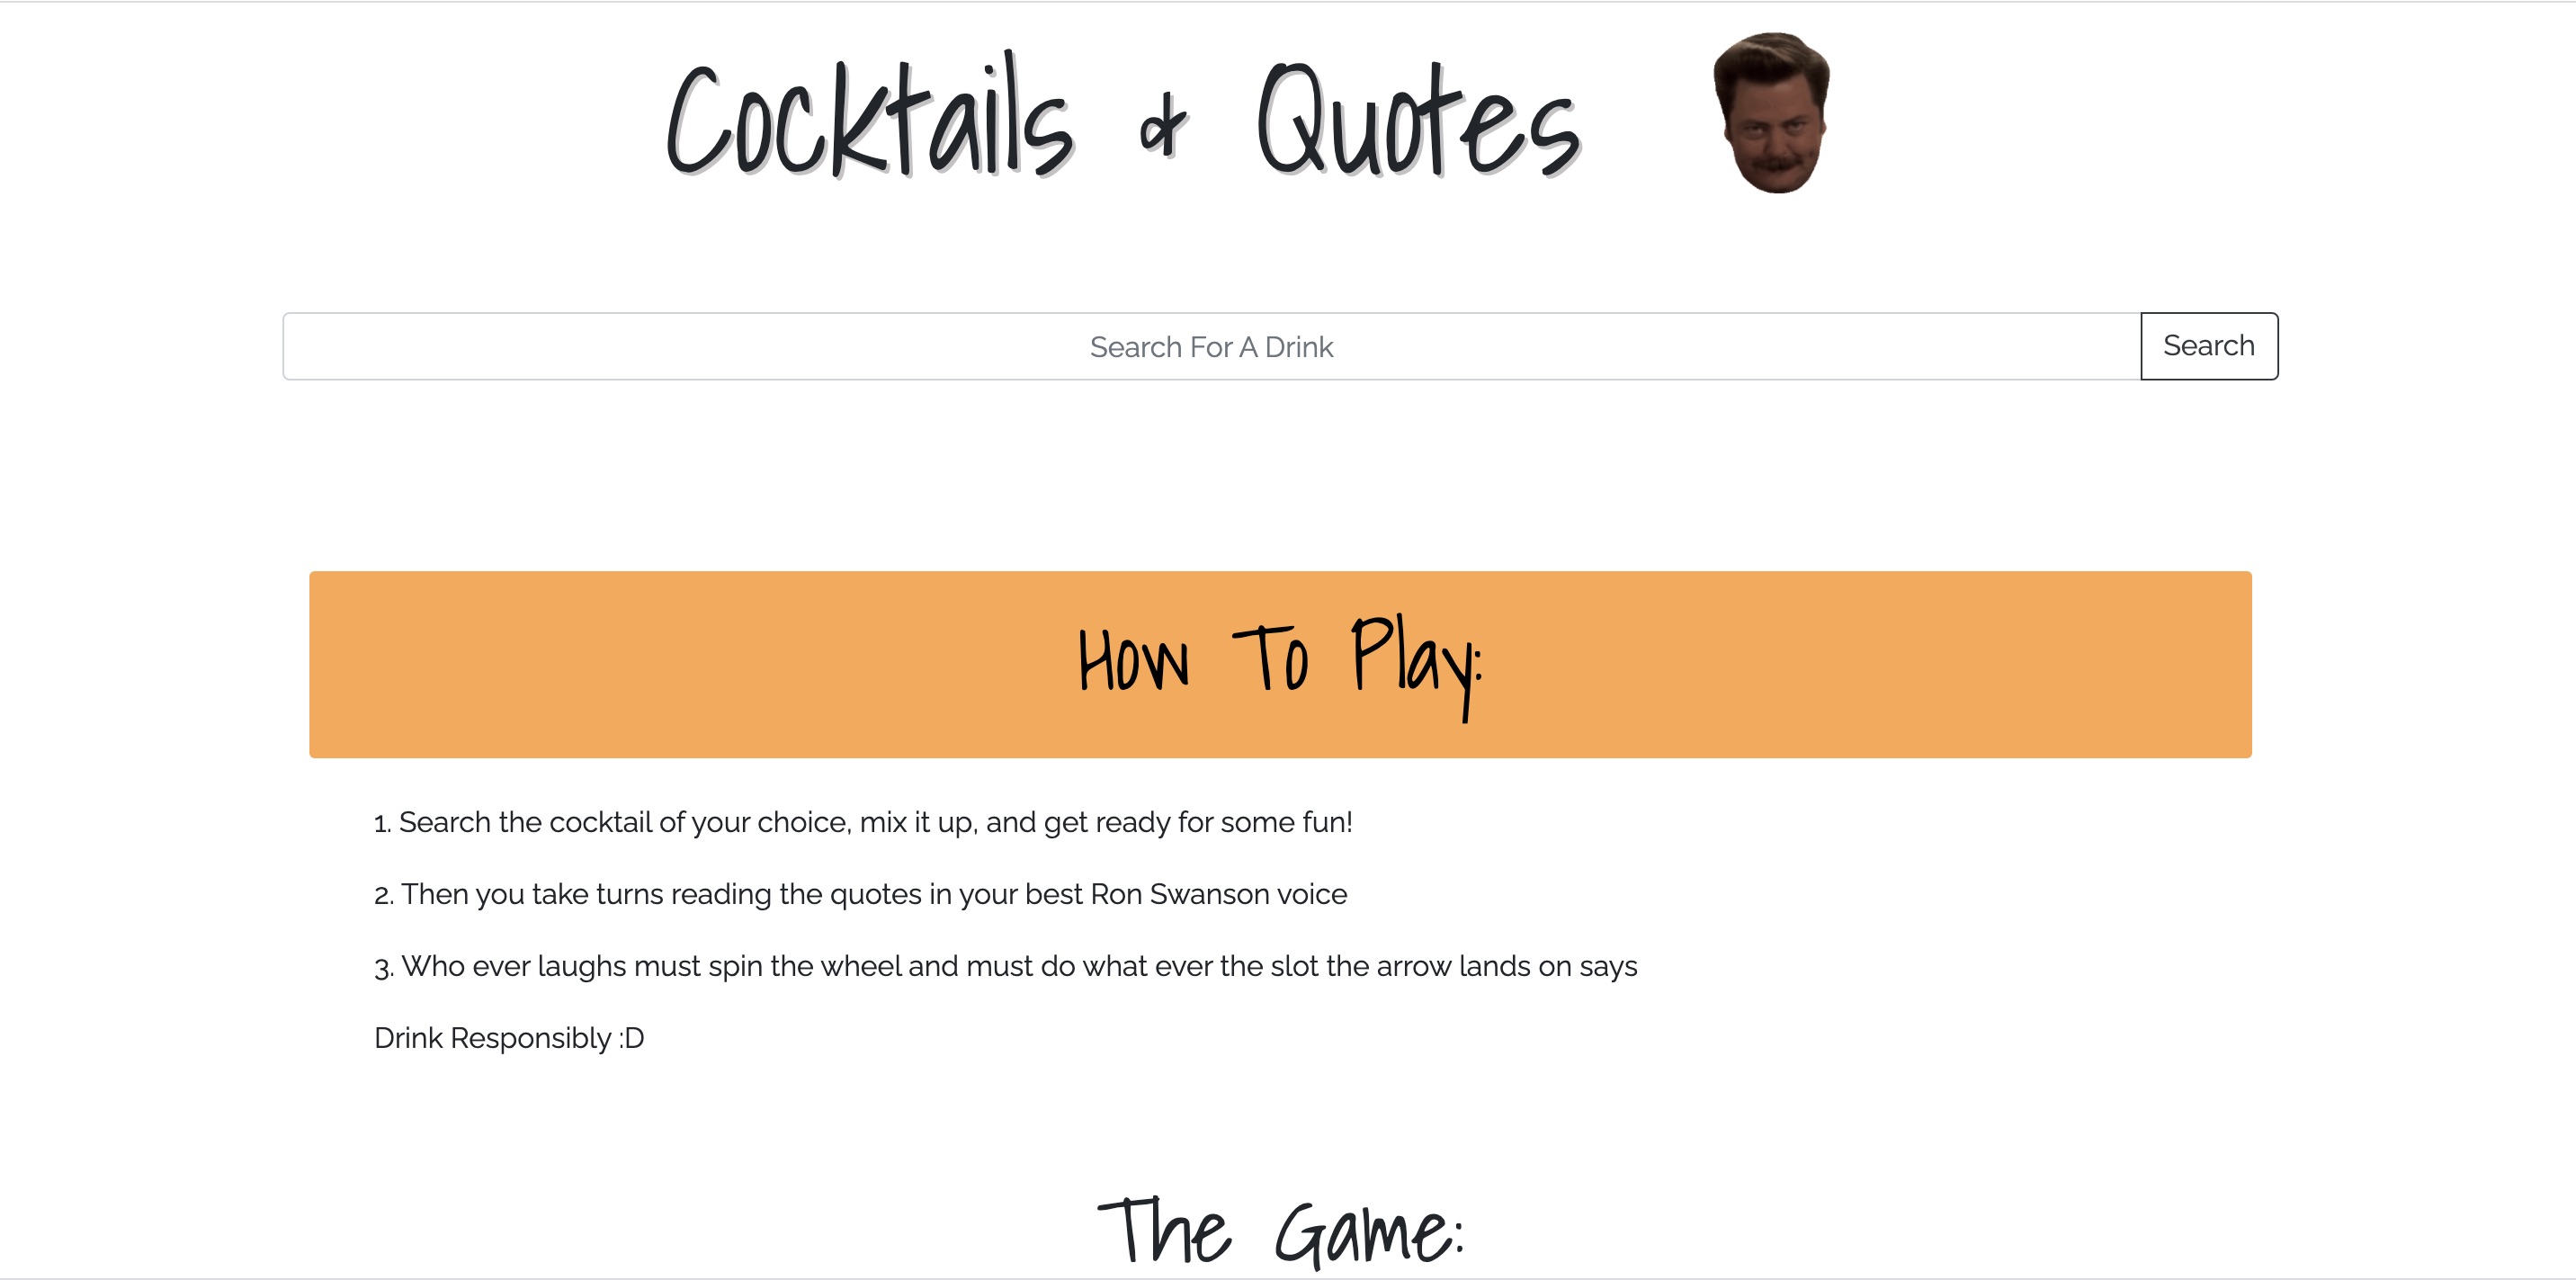 Cocktails & Quotes
Search For A Drink
Search
How To Play:
1. Search the cocktail of your choice, mix it up, and get ready for some fun!
2. Then you take turns reading the quotes in your best Ron Swanson voice
3. Who ever laughs must spin the wheel and must do what ever the slot the arrow lands on says
Drink Responsibly :D
The Game: